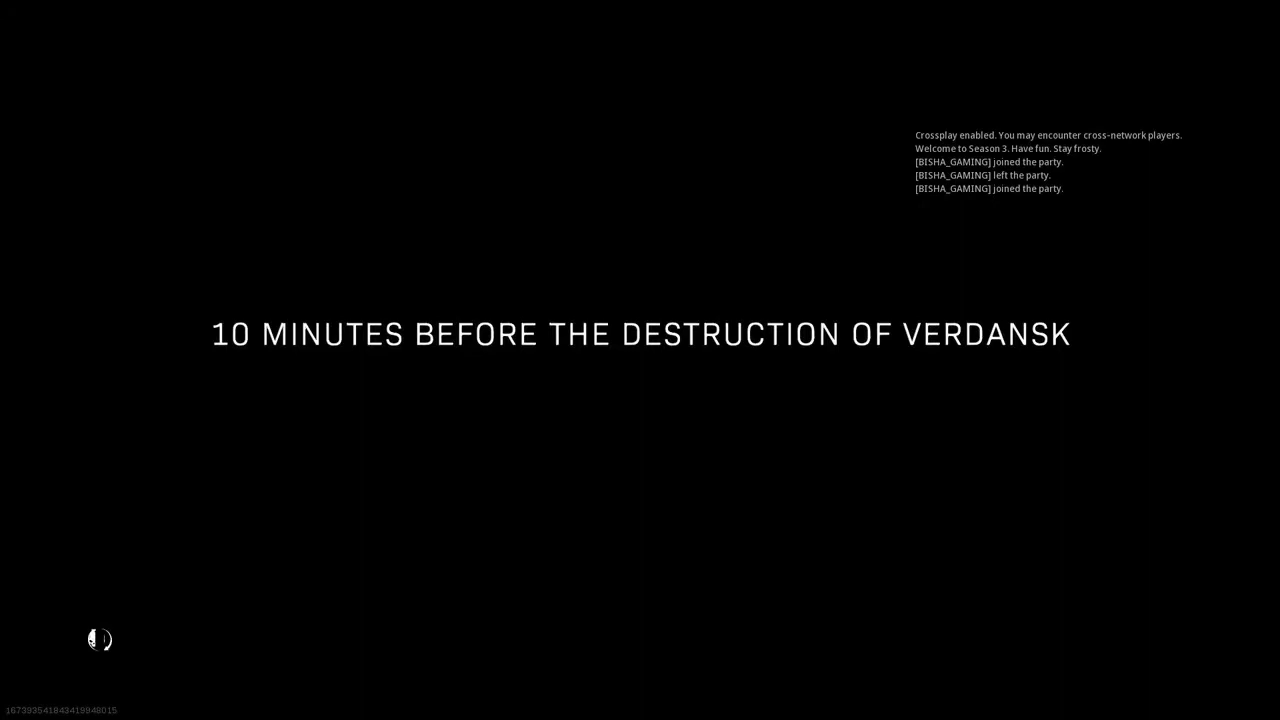 Crossplay enabled. You may encounter cross-network players.
Welcome to Season 3. Have fun. Stay frosty.
[BISHA_GAMING] joined the party.
[BISHA_GAMING] left the party.
[BISHA_GAMING] joined the party.
10 MINUTES BEFORE THE DESTRUCTION OF VERDANSK
167393541843419948015